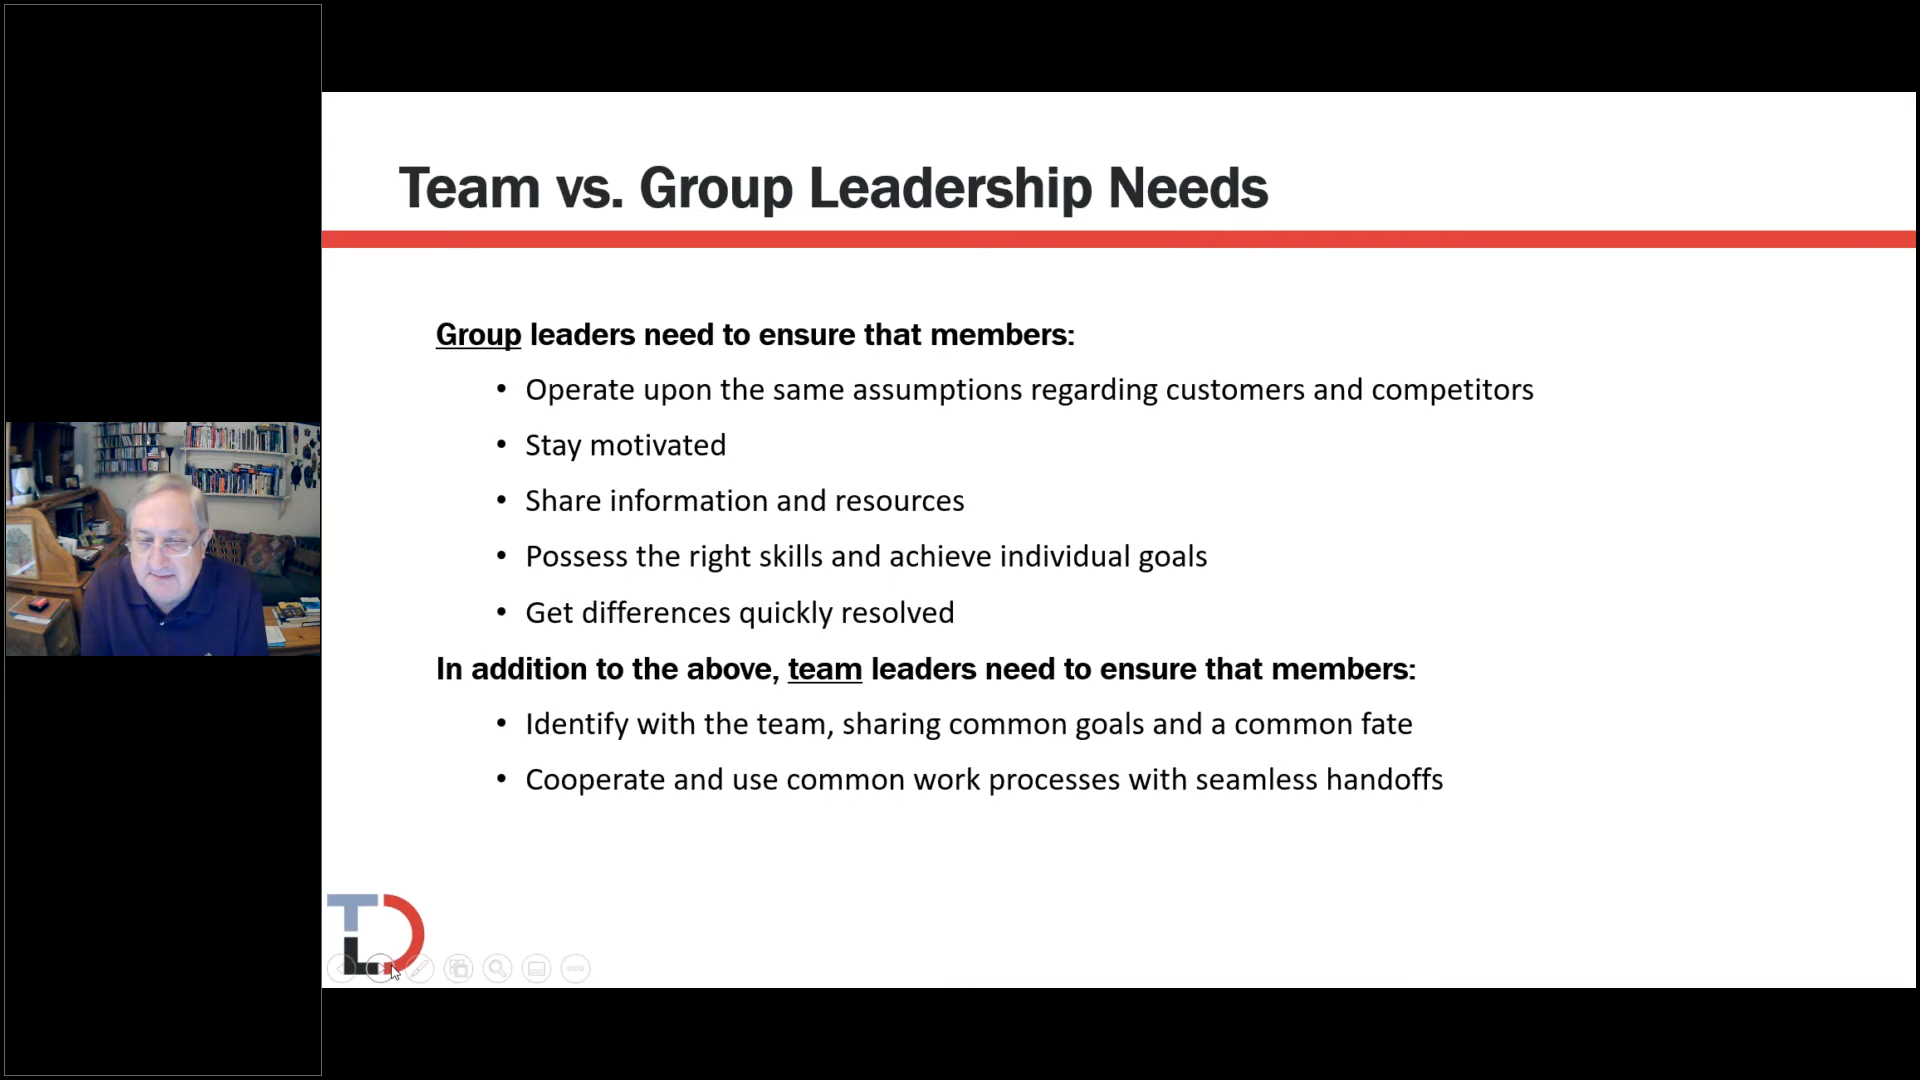 Team vs. Group Leadership Needs
Group leaders need to ensure that members:
• Operate upon the same assumptions regarding customers and competitors
• Stay motivated
• Share information and resources
• Possess the right skills and achieve individual goals
• Get differences quickly resolved
In addition to the above, team leaders need to ensure that members:
• Identify with the team, sharing common goals and a common fate
• Cooperate and use common work processes with seamless handoffs
TLD